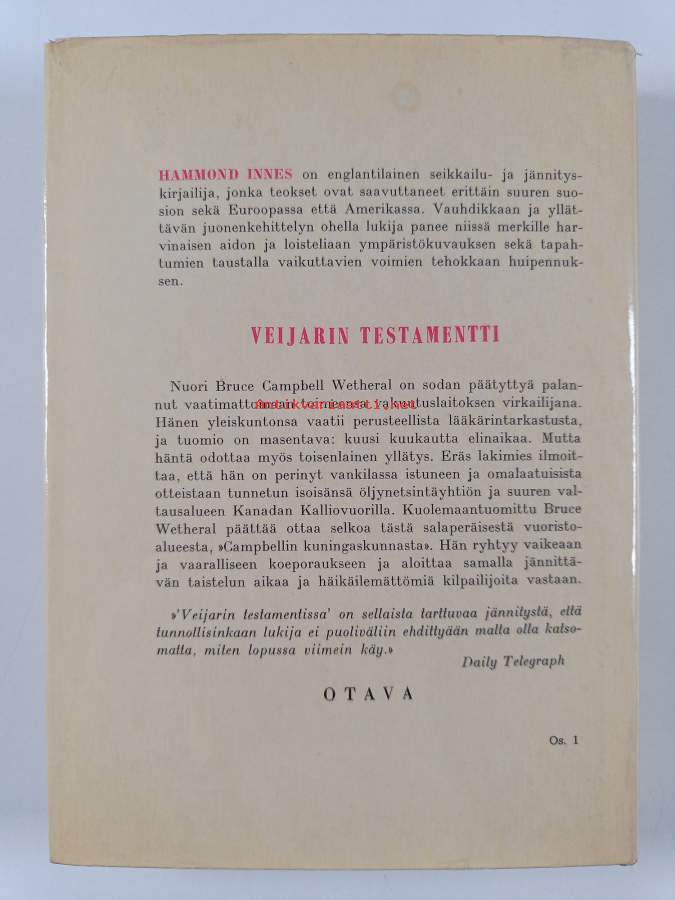 HAMMOND INNES on englantilainen seikkailu- ja jännitys-
kirjailija, jonka teokset ovat saavuttaneet erittäin suuren suo-
sion sekä Euroopassa että Amerikassa. Vauhdikkaan ja yllät-
tävän juonenkehittelyn ohella lukija panee niissä merkille har-
vinaisen aidon ja loisteliaan ympäristökuvauksen sekä tapah-
tumien taustalla vaikuttavien voimien tehokkaan huipennuk-
sen.
VEIJARIN TESTAMENTTI
Nuori Bruce Campbell Wetheral on sodan päätyttyä palan-
nut vaatimattomaan toimeensa vakuutuslaitoksen virkailijana.
Antikvariaatti.net
Hänen yleiskuntonsa vaatii perusteellista lääkärintarkastusta,
ja tuomio on masentava: kuusi kuukautta elinaikaa. Mutta
häntä odottaa myös toisenlainen yllätys. Eräs lakimies ilmoit-
taa, että hän on perinyt vankilassa istuneen ja omalaatuisista
otteistaan tunnetun isoisänsä öljynetsintäyhtiön ja suuren val-
tausalueen Kanadan Kalliovuorilla. Kuolemaantuomittu Bruce
Wetheral päättää ottaa selkoa tästä salaperäisestä vuoristo-
alueesta, »Campbellin kuningaskunnasta». Hän ryhtyy vaikeaan
ja vaaralliseen koeporaukseen ja aloittaa samalla jännittä-
vän taistelun aikaa ja häikäilemättömiä kilpailijoita vastaan.
»'Veijarin testamentissa' on sellaista tarttuvaa jännitystä, että
tunnollisinkaan lukija ei puoliväliin ehdittyään malta olla katso-
matta, miten lopussa viimein käy.»
Daily Telegraph
OTAVA
Os. 1